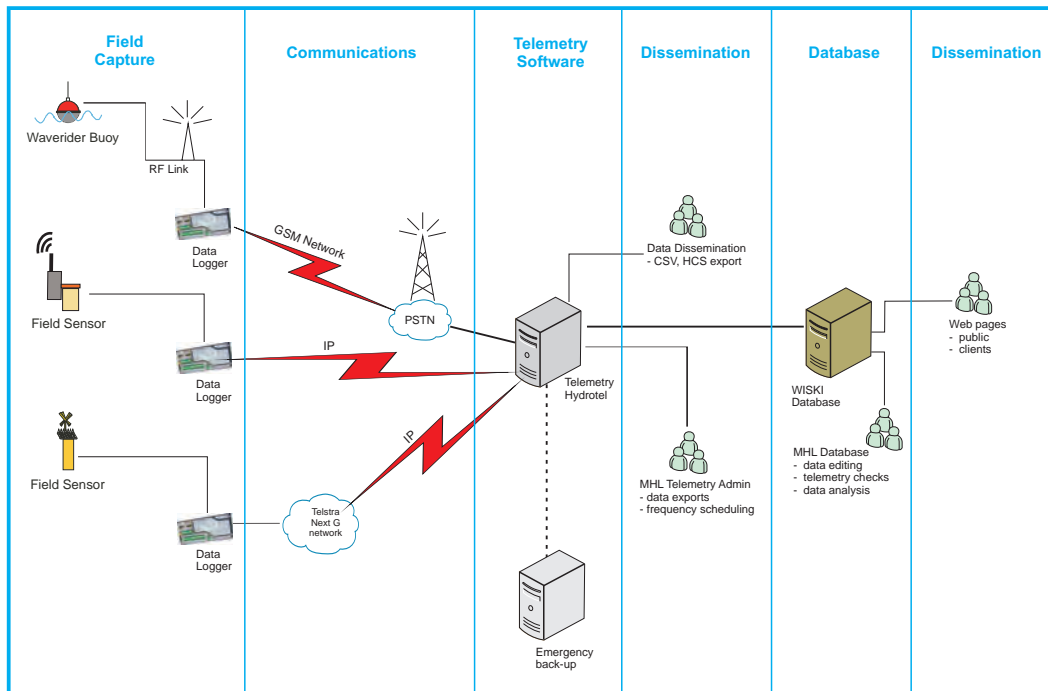 Field
Capture
Communications
Telemetry
Software
Dissemination
Database
Dissemination
Waverider Buoy
RF Link
Data
Logger
GSM Network
PSTN
Field Sensor
Data
Logger
IP
Field Sensor
Data
Logger
Telstra
Next G
network
IP
Telemetry
Hydrotel
Emergency
back-up
Data Dissemination
- CSV, HCS export
MHL Telemetry Admin
- data exports
- frequency scheduling
WISKI
Database
MHL Database
- data editing
- telemetry checks
- data analysis
Web pages
- public
- clients